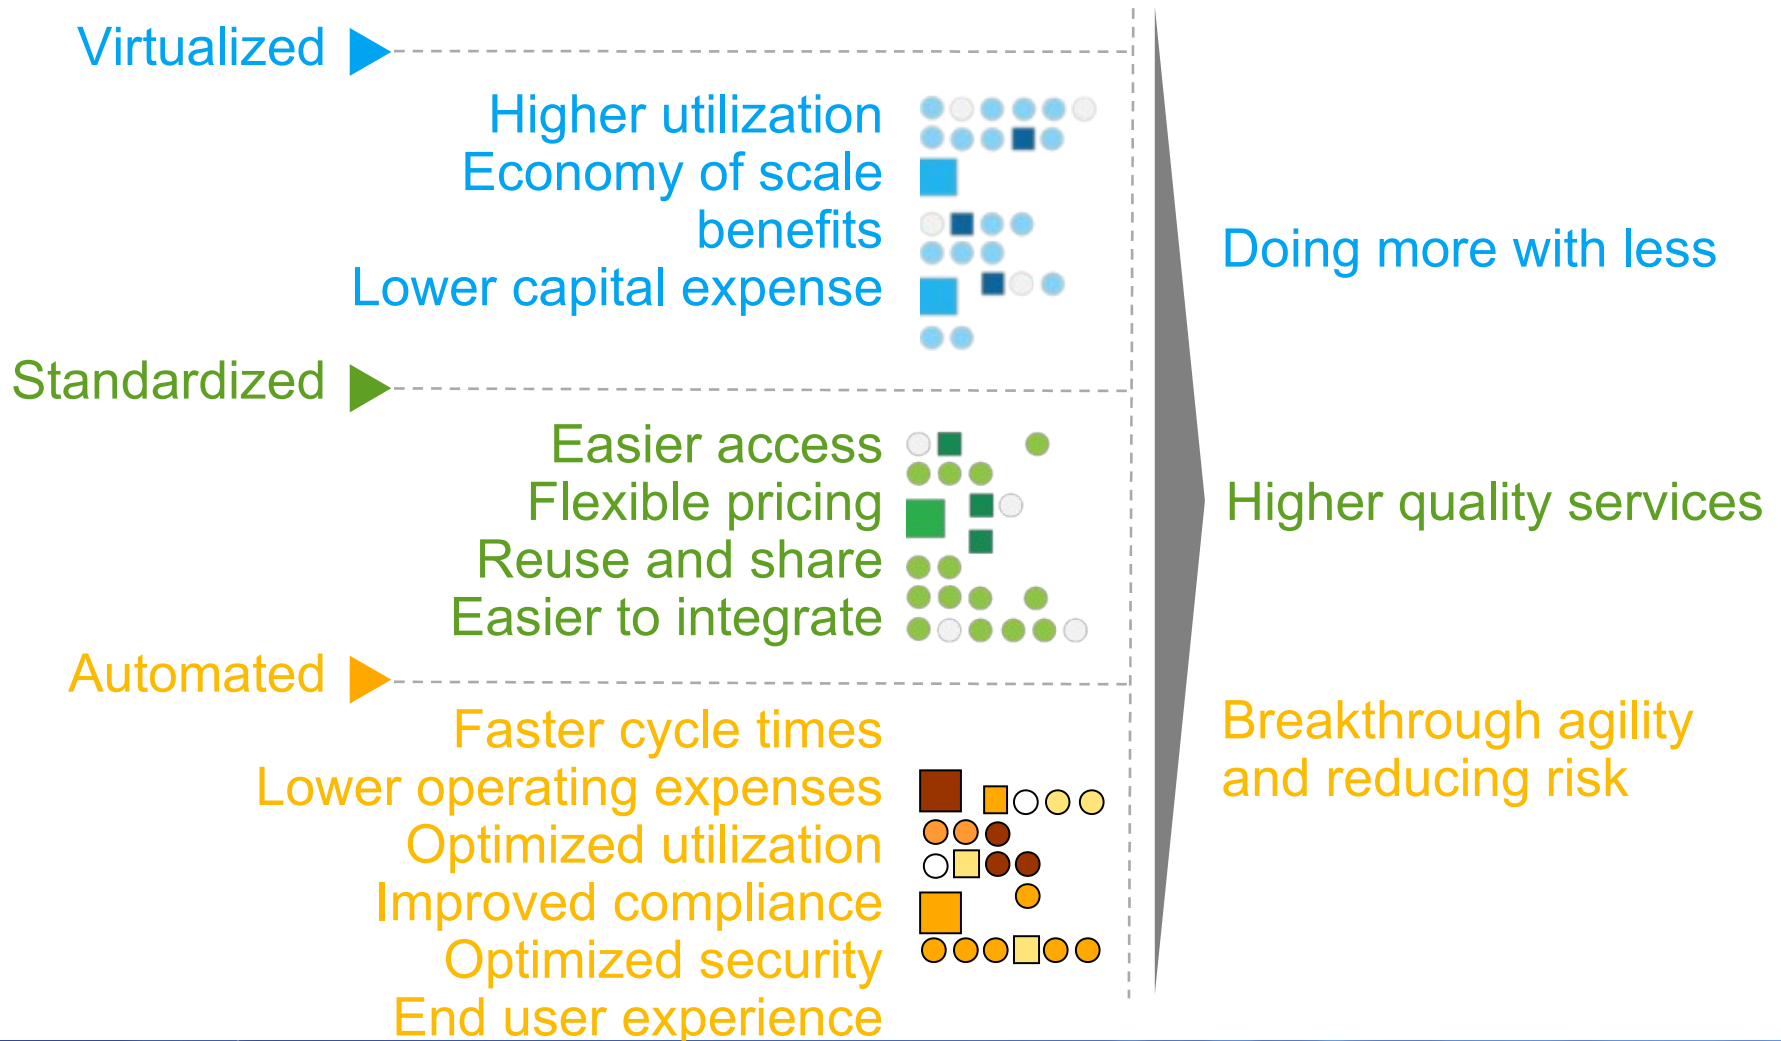 Virtualized
Higher utilization
Economy of scale
benefits
Lower capital expense
Doing more with less
Standardized
Easier access
Flexible pricing
Reuse and share
Easier to integrate
Higher quality services
Automated
Faster cycle times
Lower operating expenses
Optimized utilization
Improved compliance
Optimized security
End user experience
Breakthrough agility
and reducing risk